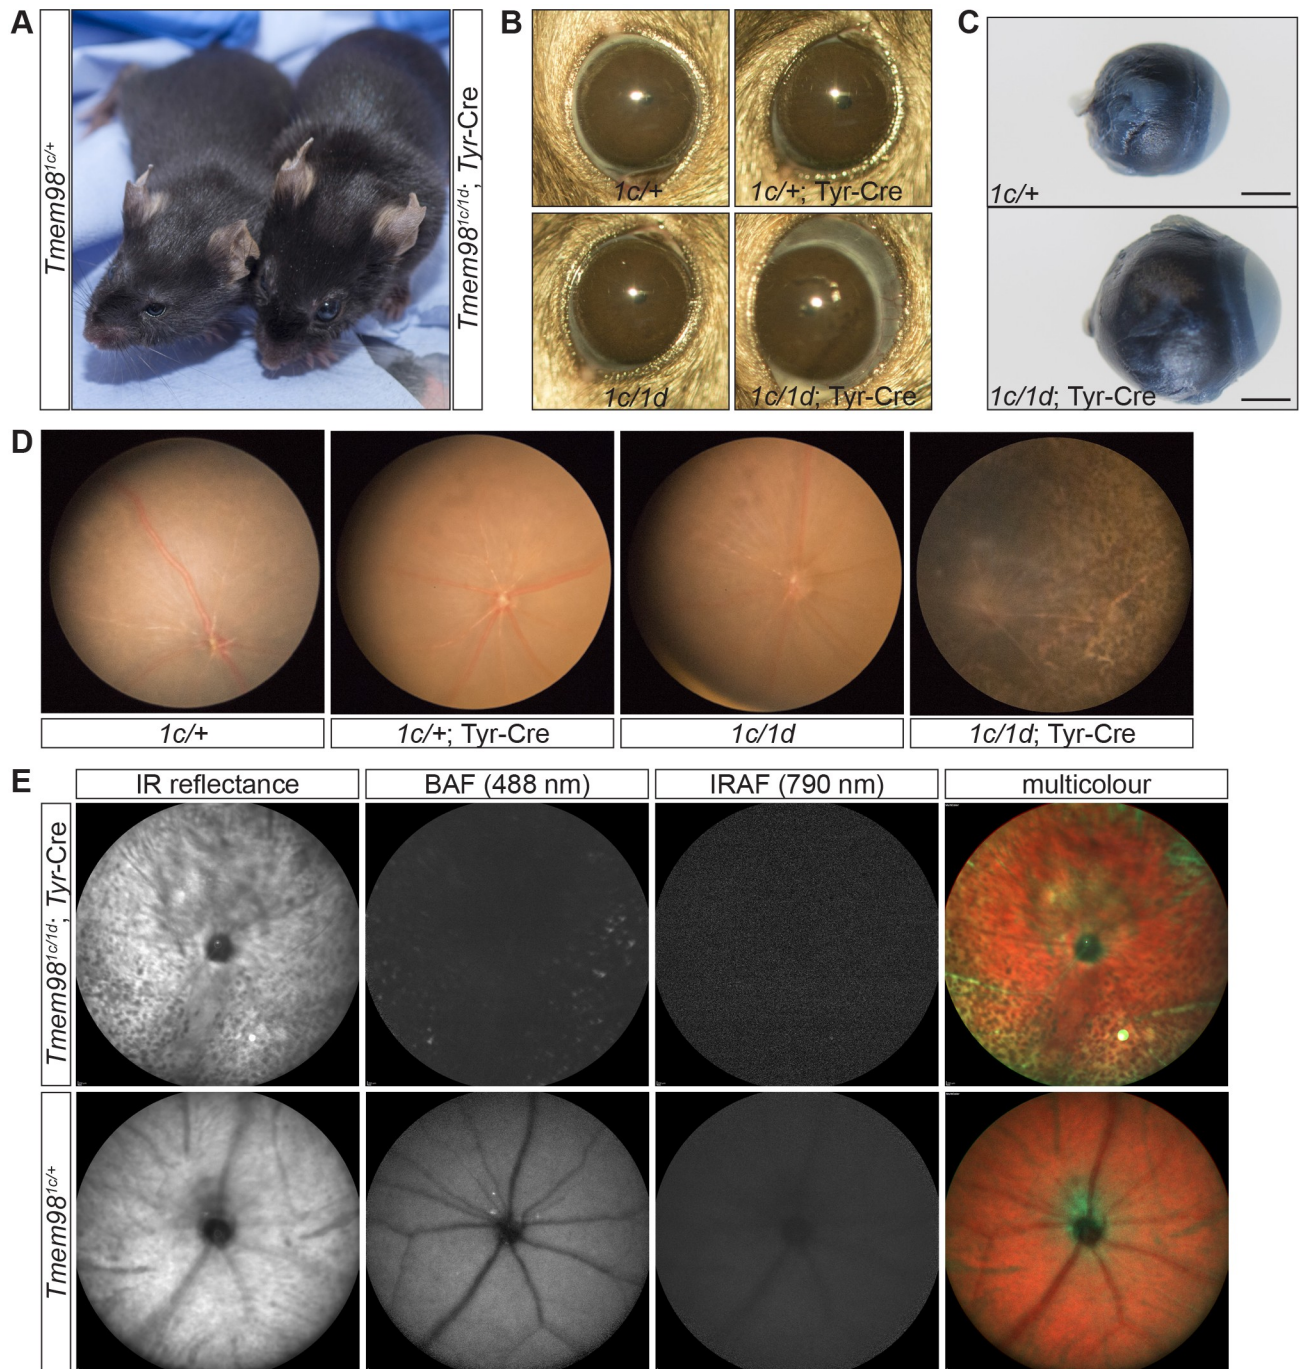 A
Tmem98 1c/+
Tmem98 1c/1d; Tyr-Cre
B
1c/+
1c/+; Tyr-Cre
1c/1d
1c/1d; Tyr-Cre
C
1c/+
1c/1d; Tyr-Cre
D
1c/+
1c/+; Tyr-Cre
1c/1d
1c/1d; Tyr-Cre
E
IR reflectance
BAF (488 nm)
IRAF (790 nm)
multicolour
Tmem98 1c/1d; Tyr-Cre
Tmem98 1c/+